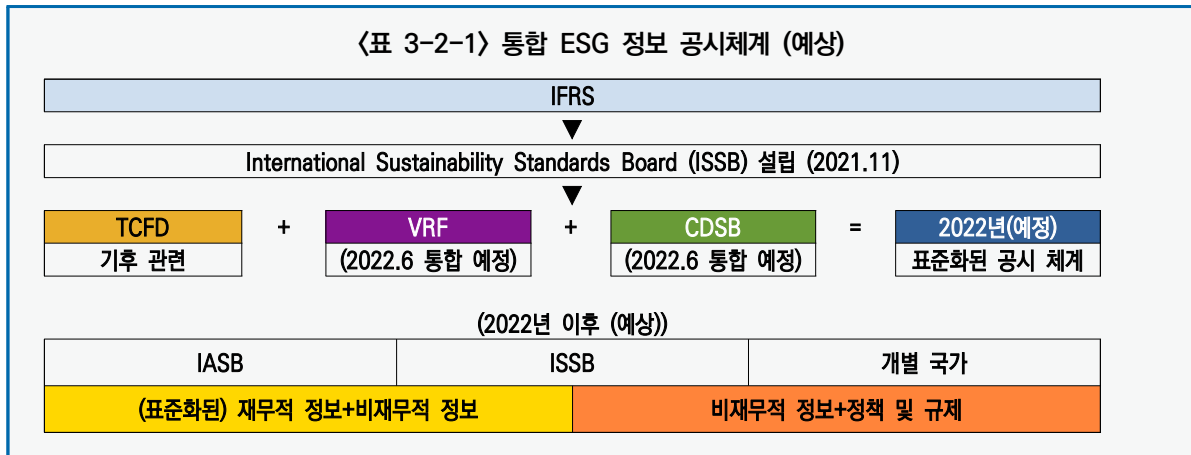 〈표 3-2-1〉 통합 ESG 정보 공시체계 (예상)
IFRS
▼
International Sustainability Standards Board (ISSB) 설립 (2021.11)
▼
TCFD + VRF + CDSB = 2022년(예정)
기후 관련 (2022.6 통합 예정) (2022.6 통합 예정) 표준화된 공시 체계
(2022년 이후 (예상))
IASB ISSB 개별 국가
(표준화된) 재무적 정보+비재무적 정보 비재무적 정보+정책 및 규제